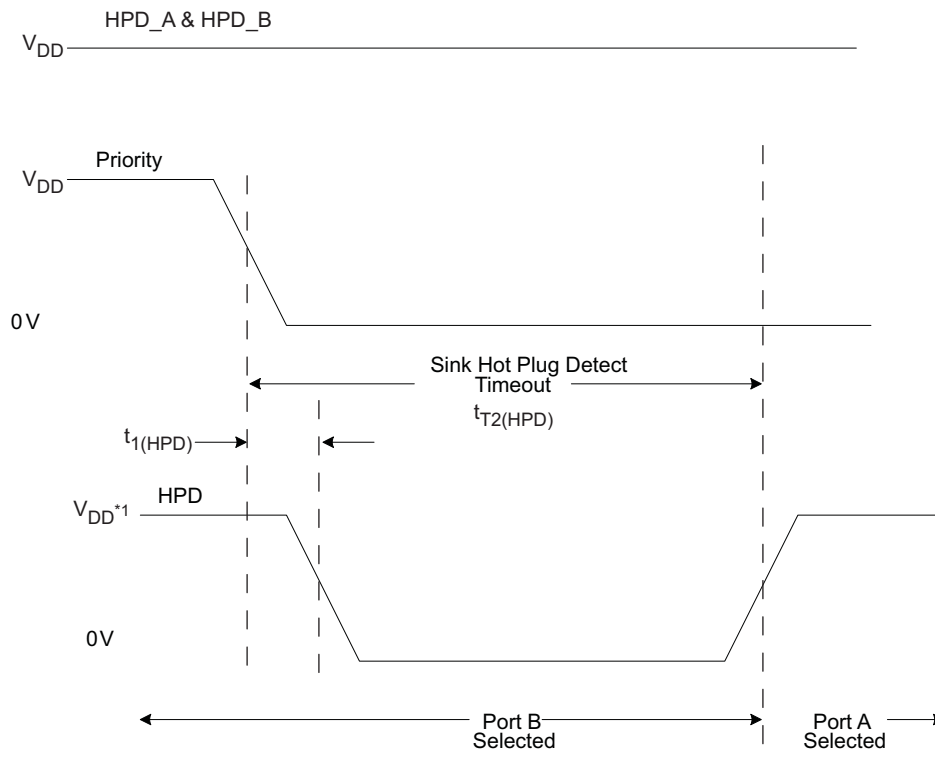 HPD_A & HPD_B
VDD
Priority
VDD
0V
Sink Hot Plug Detect
Timeout
tT2(HPD)
t1(HPD)
HPD
VDD*1
0V
Port B
Selected
Port A
Selected